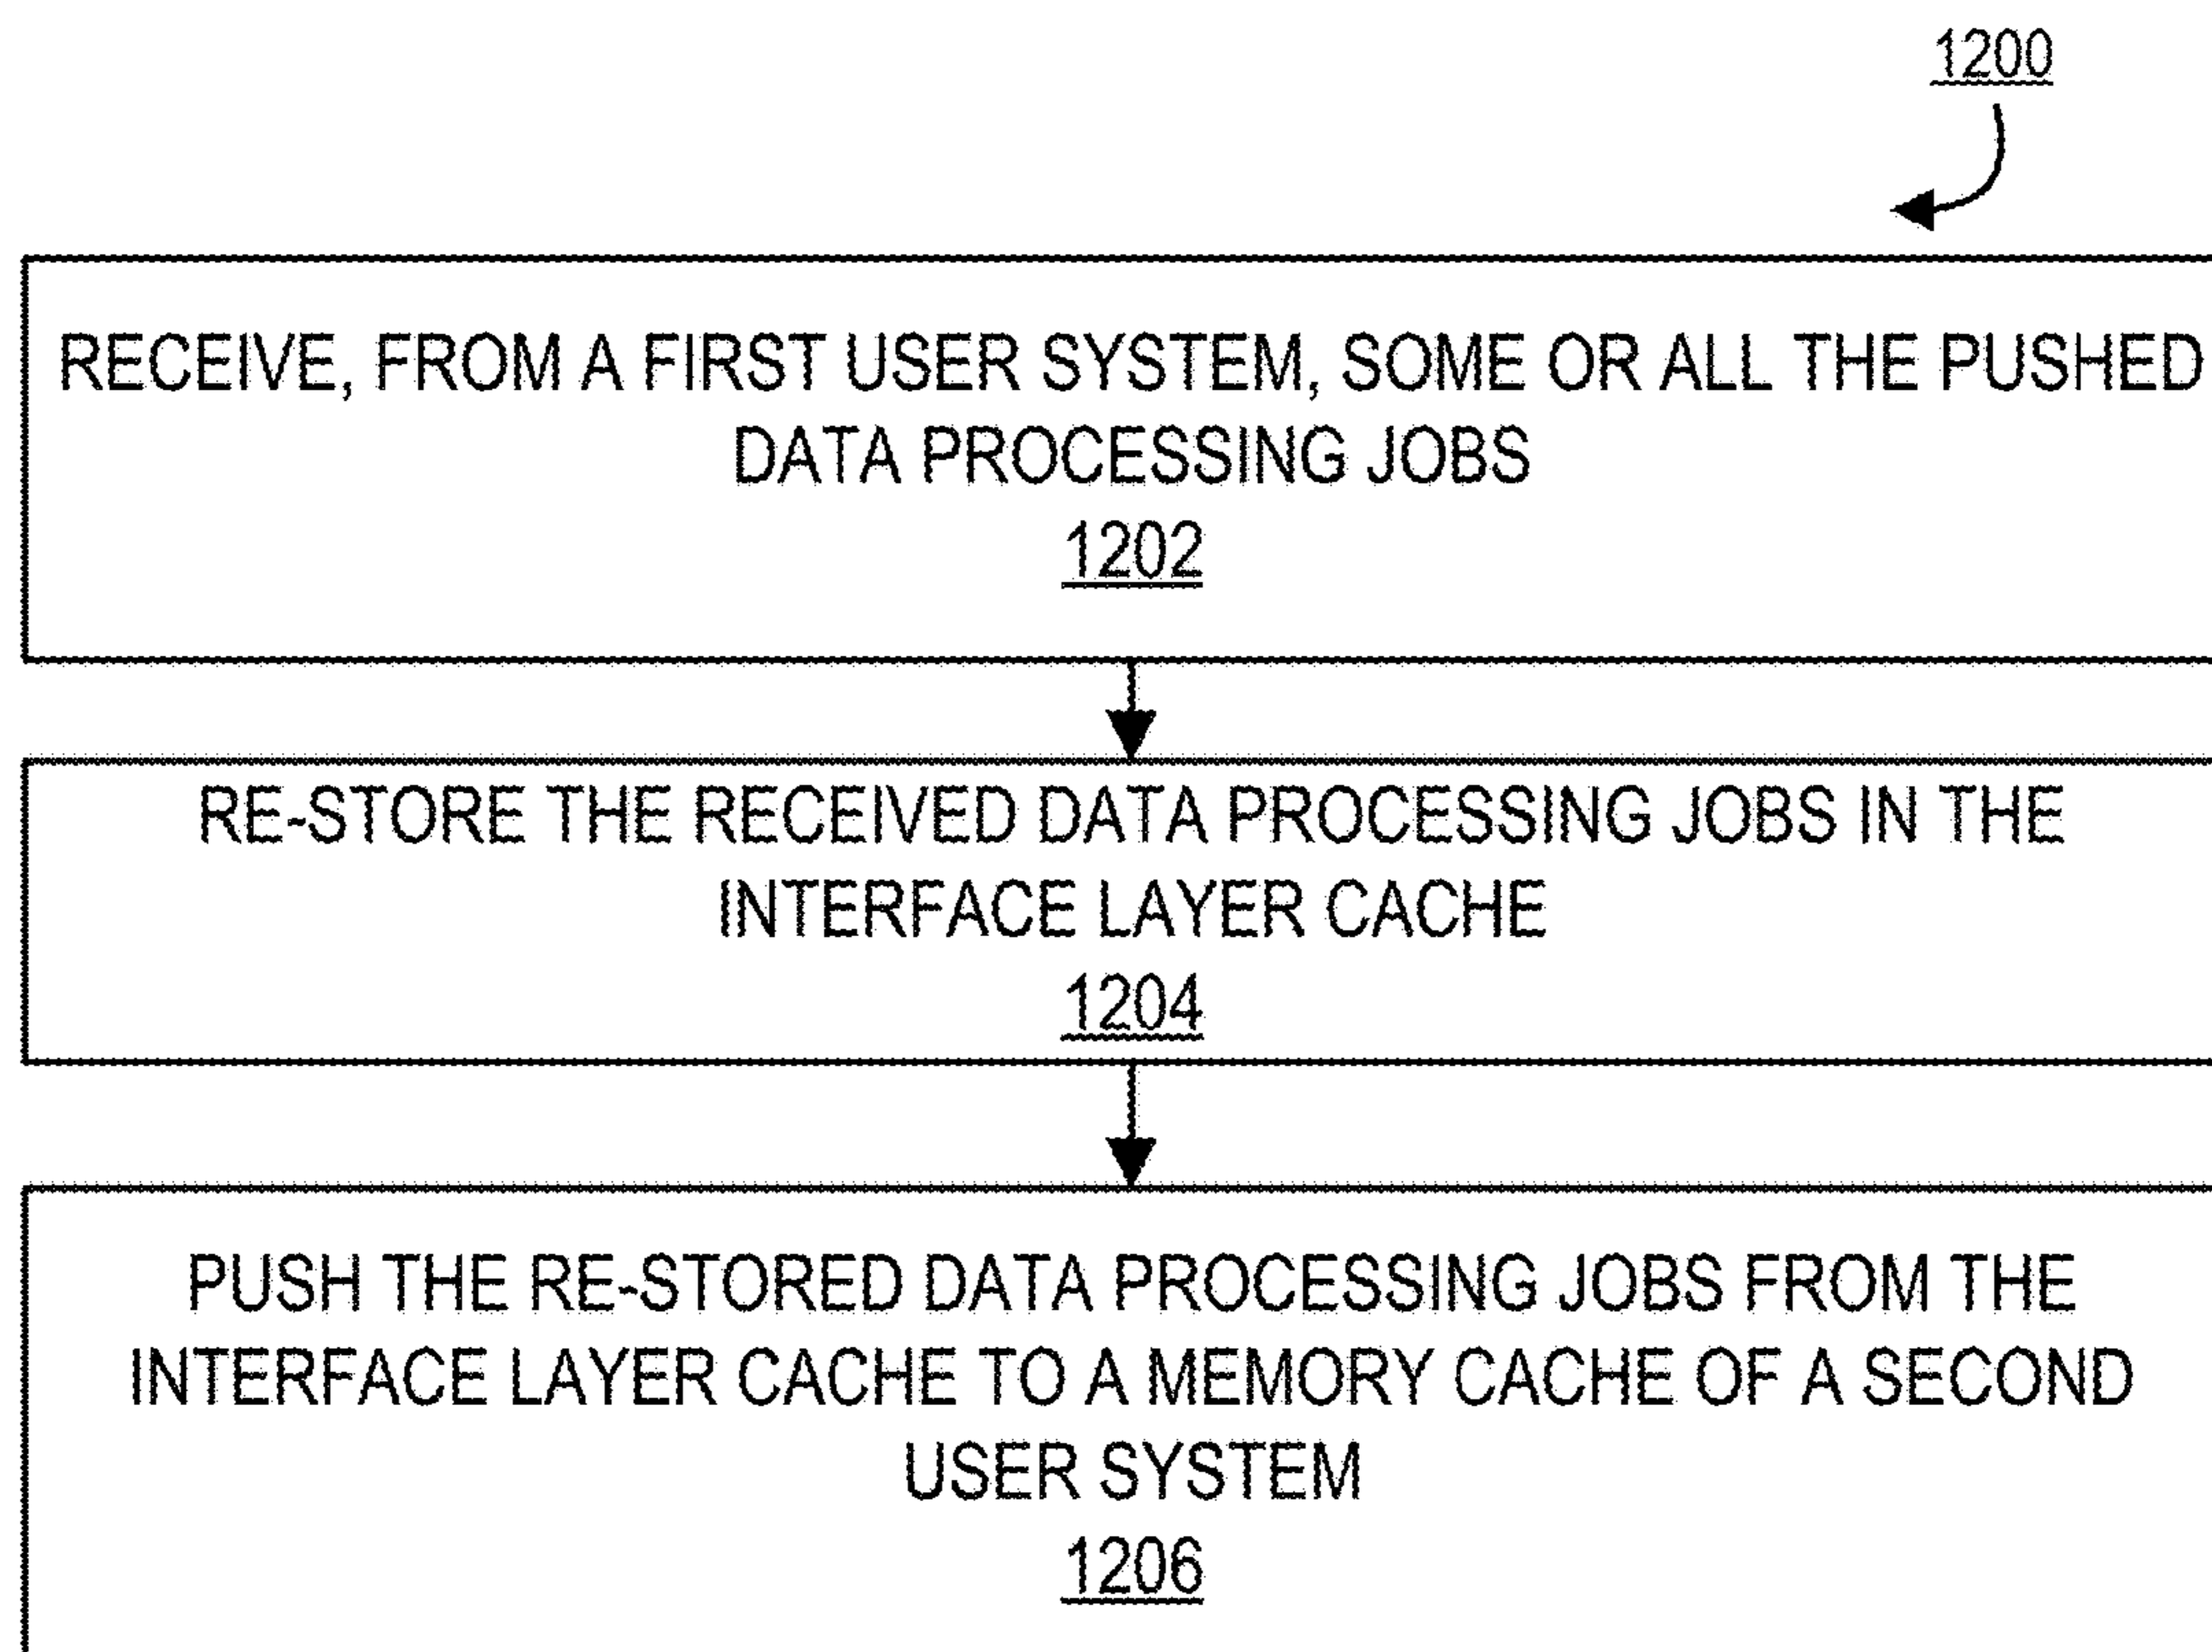 1200
RECEIVE, FROM A FIRST USER SYSTEM, SOME OR ALL THE PUSHED
DATA PROCESSING JOBS
1202
RE-STORE THE RECEIVED DATA PROCESSING JOBS IN THE
INTERFACE LAYER CACHE
1204
PUSH THE RE-STORED DATA PROCESSING JOBS FROM THE
INTERFACE LAYER CACHE TO A MEMORY CACHE OF A SECOND
USER SYSTEM
1206